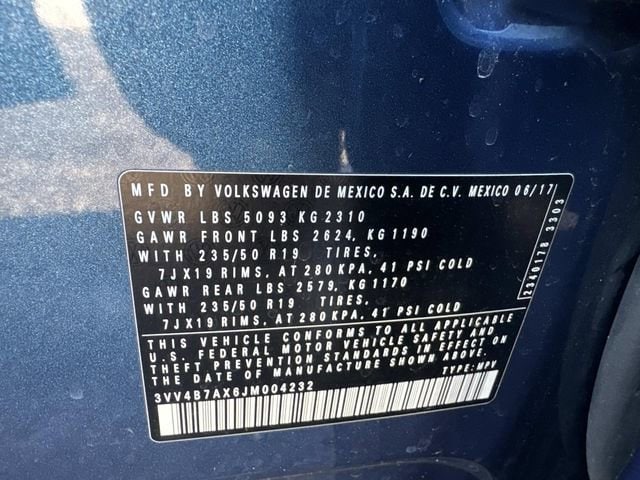 MFD BY VOLKSWAGEN DE MEXICO S.A. DE C.V. MEXICO 06/17
GVWR LBS 5093 KG 2310
GAWR FRONT LBS 2624, KG 1190
WITH 235/50 R19 TIRES,
7JX19 RIMS, AT 280 KPA, 41 PSI COLD
GAWR REAR LBS 2579, KG 1170
WITH 235/50 R19 TIRES,
7JX19 RIMS, AT 280 KPA, 41 PSI COLD
THIS VEHICLE CONFORMS TO ALL APPLICABLE
U.S. FEDERAL MOTOR VEHICLE SAFETY AND
THEFT PREVENTION STANDARDS IN EFFECT ON
THE DATE OF MANUFACTURE SHOWN ABOVE.
3VV4B7AX6JM004232 TYPE: MPV
2340178 3303